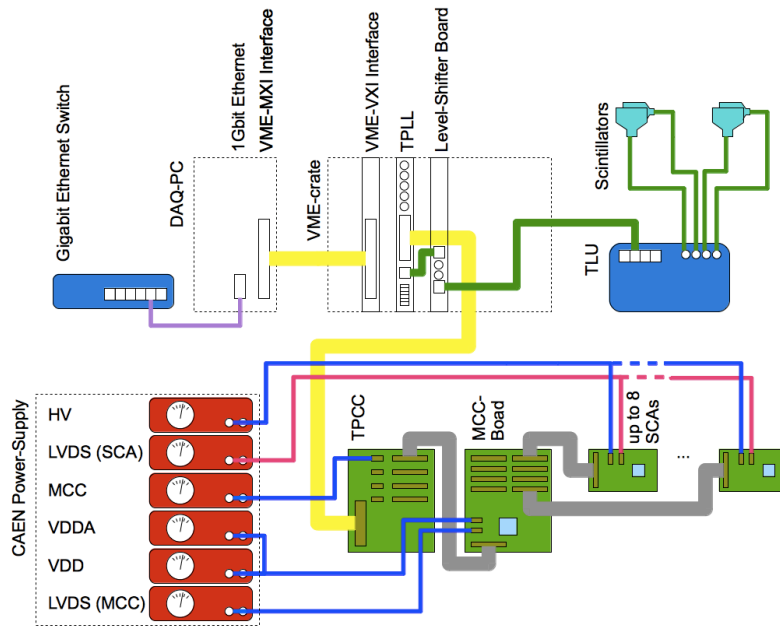 Gigabit Ethernet Switch
DAQ-PC
1Gbit Ethernet
VME-MXI Interface
VME-crate
VME-VXI Interface
TPLL
Level-Shifter Board
Scintillators
TLU
CAEN Power-Supply
HV
LVDS (SCA)
MCC
VDDA
VDD
LVDS (MCC)
TPCC
MCC-
Boad
up to 8
SCAs
...